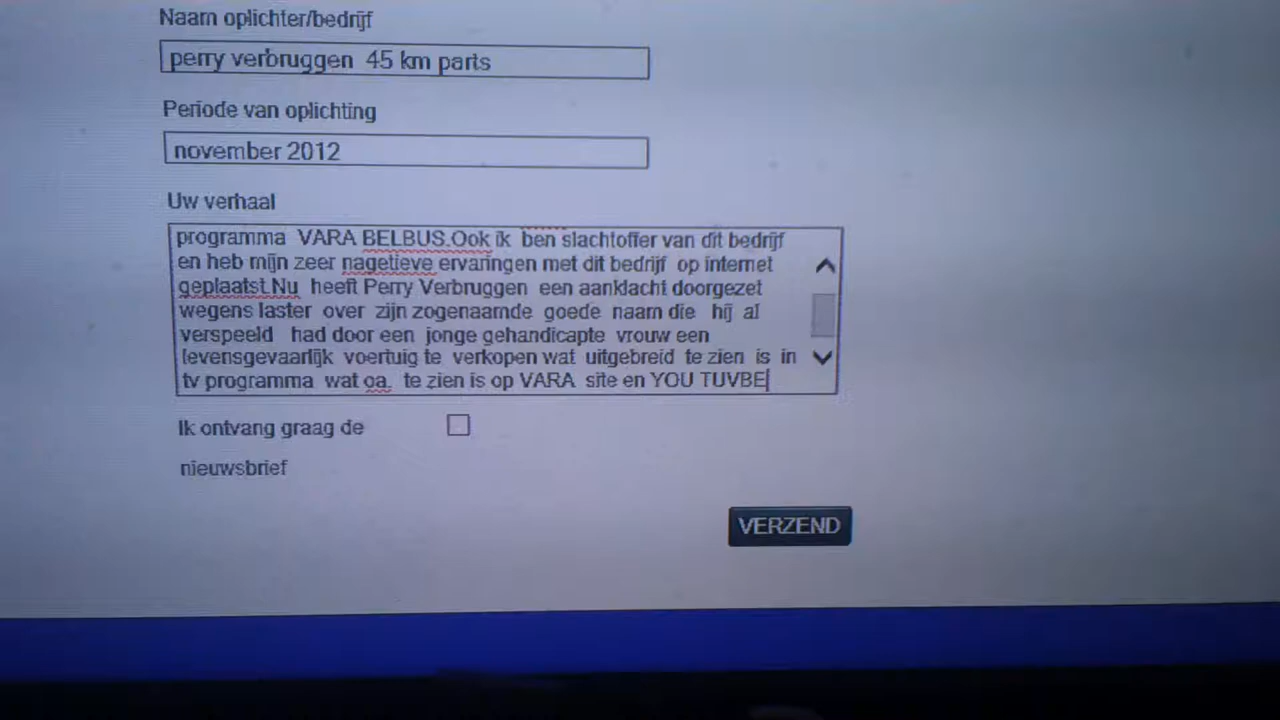 Naam oplichter/bedrijf
perry verbruggen 45 km parts
Periode van oplichting
november 2012
Uw verhaal
programma VARA BELBUS.Ook ik ben slachtoffer van dit bedrijf
en heb mijn zeer nagetieve ervaringen met dit bedrijf op internet
geplaatst.Nu heeft Perry Verbruggen een aanklacht doorgezet
wegens laster over zijn zogenaamde goede naam die hij al
verspeeld had door een jonge gehandicapte vrouw een
levensgevaarlijk voertuig te verkopen wat uitgebreid te zien is in
tv programma wat oa. te zien is op VARA site en YOU TUVBE
Ik ontvang graag de
nieuwsbrief
VERZEND